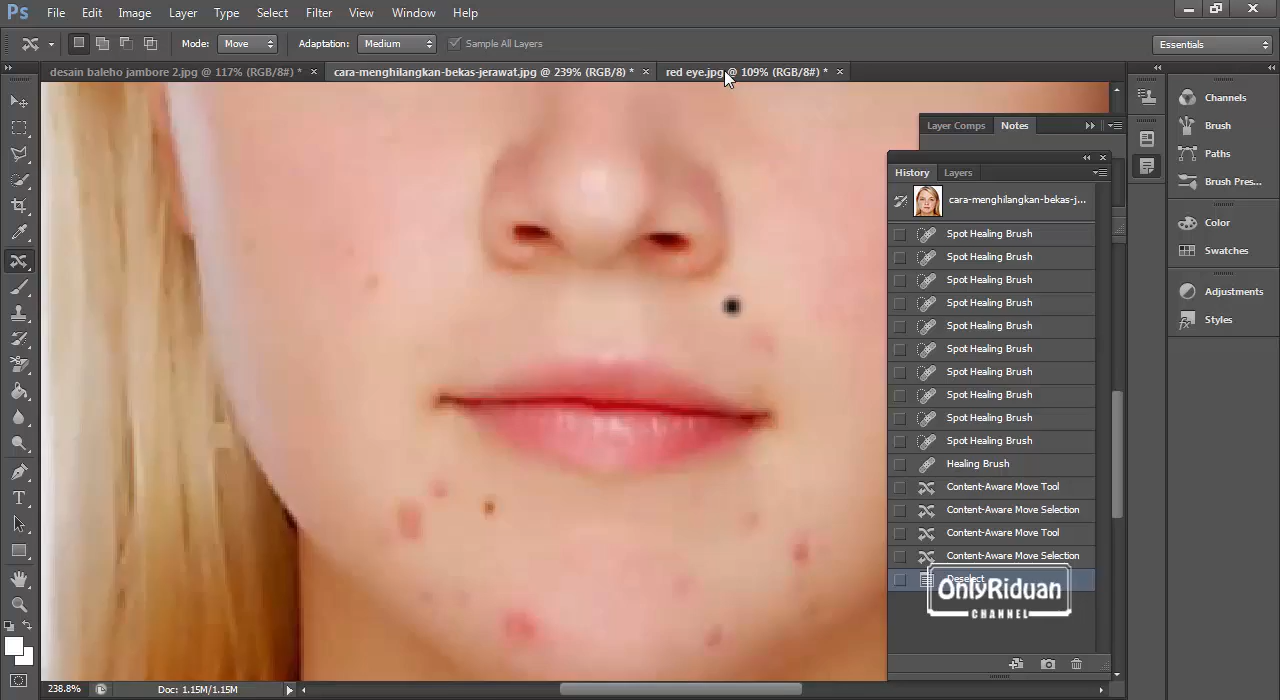 Ps File Edit Image Layer Type Select Filter View Window Help
Mode: Move Adaptation: Medium Sample All Layers Essentials
desain baleho jambore 2.jpg @ 117% (RGB/8#) * × cara-menghilangkan-bekas-jerawat.jpg @ 239% (RGB/8) * × red eye.jpg @ 109% (RGB/8#) * ×
Layer Comps Notes
History Layers
cara-menghilangkan-bekas-j...
Spot Healing Brush
Spot Healing Brush
Spot Healing Brush
Spot Healing Brush
Spot Healing Brush
Spot Healing Brush
Spot Healing Brush
Spot Healing Brush
Spot Healing Brush
Spot Healing Brush
Healing Brush
Content-Aware Move Tool
Content-Aware Move Selection
Content-Aware Move Tool
Content-Aware Move Selection
Deselect
OnlyRiduan
CHANNEL
Channels
Brush
Paths
Brush Pres...
Color
Swatches
Adjustments
Styles
238.8% Doc: 1.15M/1.15M